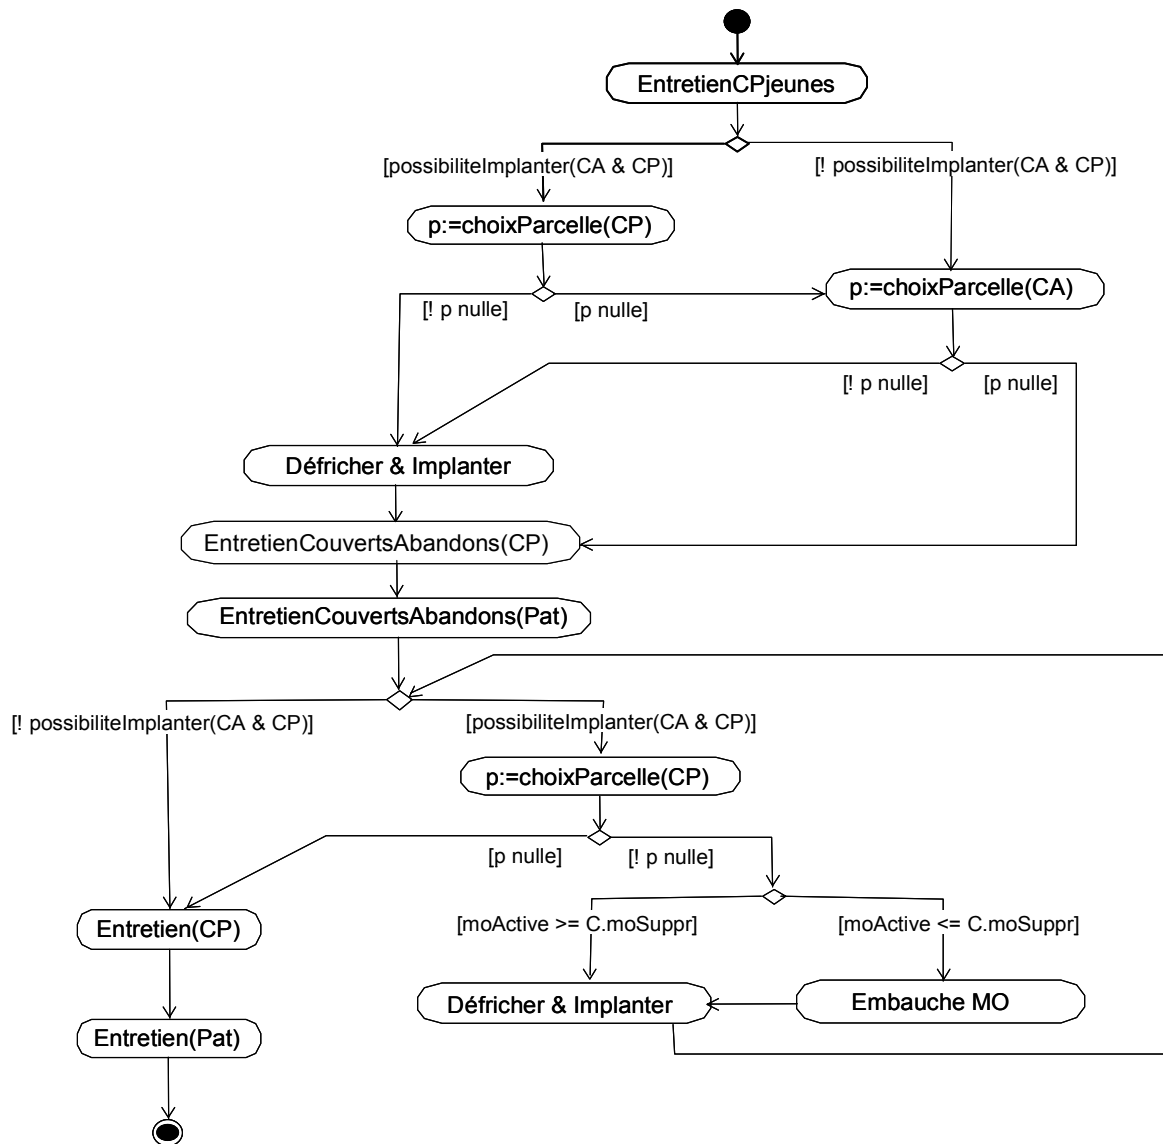 EntretienCPjeunes
[possibiliteImplanter(CA & CP)]
[! possibiliteImplanter(CA & CP)]
p:=choixParcelle(CP)
p:=choixParcelle(CA)
[! p nulle]
[p nulle]
[! p nulle]
[p nulle]
Défricher & Implanter
EntretienCouvertsAbandons(CP)
EntretienCouvertsAbandons(Pat)
[! possibiliteImplanter(CA & CP)]
[possibiliteImplanter(CA & CP)]
p:=choixParcelle(CP)
[p nulle]
[! p nulle]
Entretien(CP)
[moActive >= C.moSuppr]
[moActive <= C.moSuppr]
Défricher & Implanter
Embauche MO
Entretien(Pat)